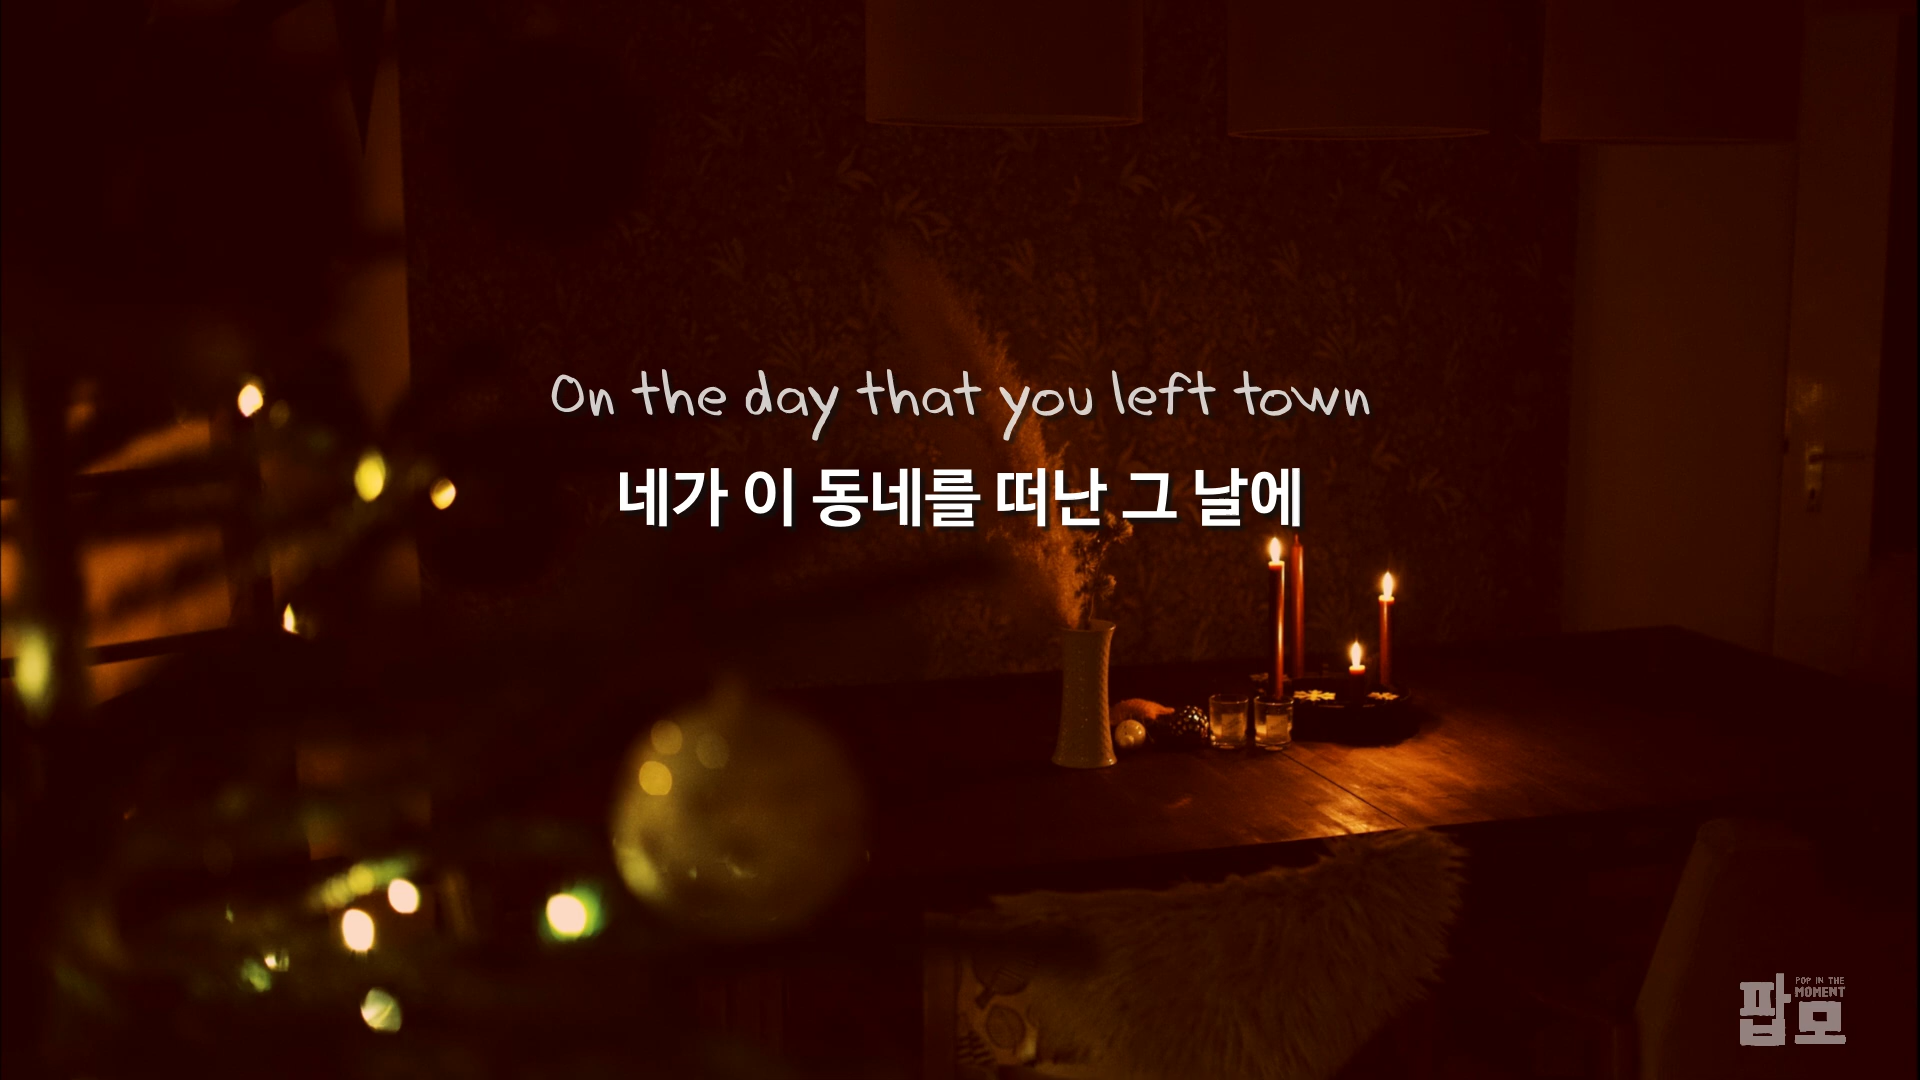 On the day that you left town
네가 이 동네를 떠난 그 날에
팝모
POP IN THE
MOMENT